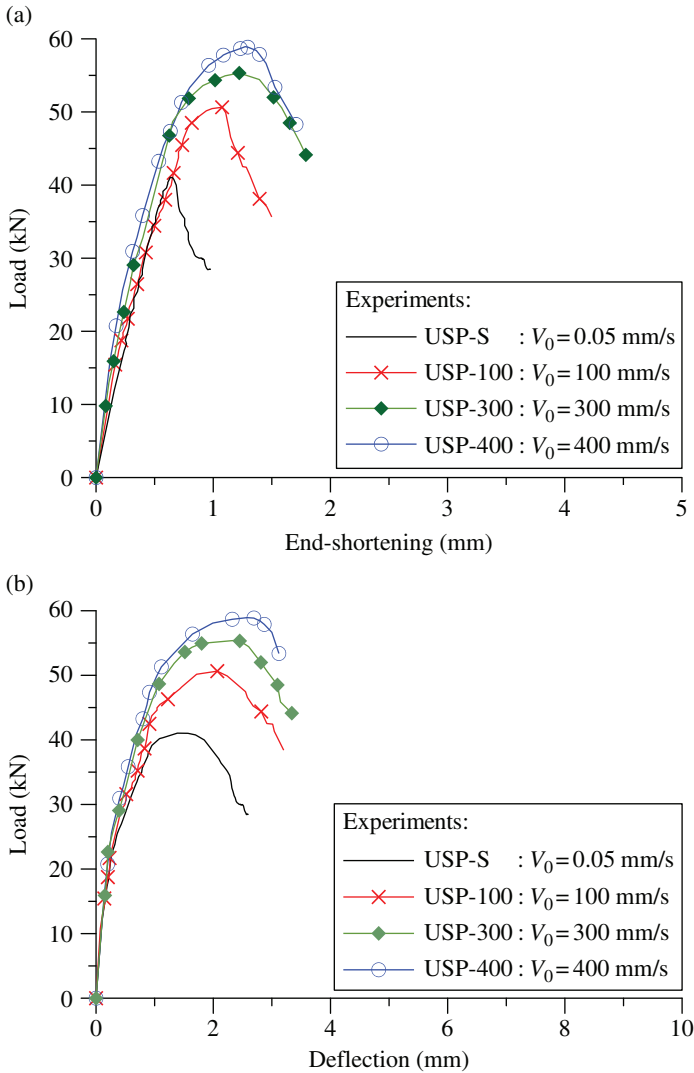 (a)
60
50
40
30
20
10
0
Load (kN)
0 1 2 3 4 5
End-shortening (mm)
Experiments:
USP-S : V₀ = 0.05 mm/s
USP-100 : V₀ = 100 mm/s
USP-300 : V₀ = 300 mm/s
USP-400 : V₀ = 400 mm/s
(b)
60
50
40
30
20
10
0
Load (kN)
0 2 4 6 8 10
Deflection (mm)
Experiments:
USP-S : V₀ = 0.05 mm/s
USP-100 : V₀ = 100 mm/s
USP-300 : V₀ = 300 mm/s
USP-400 : V₀ = 400 mm/s